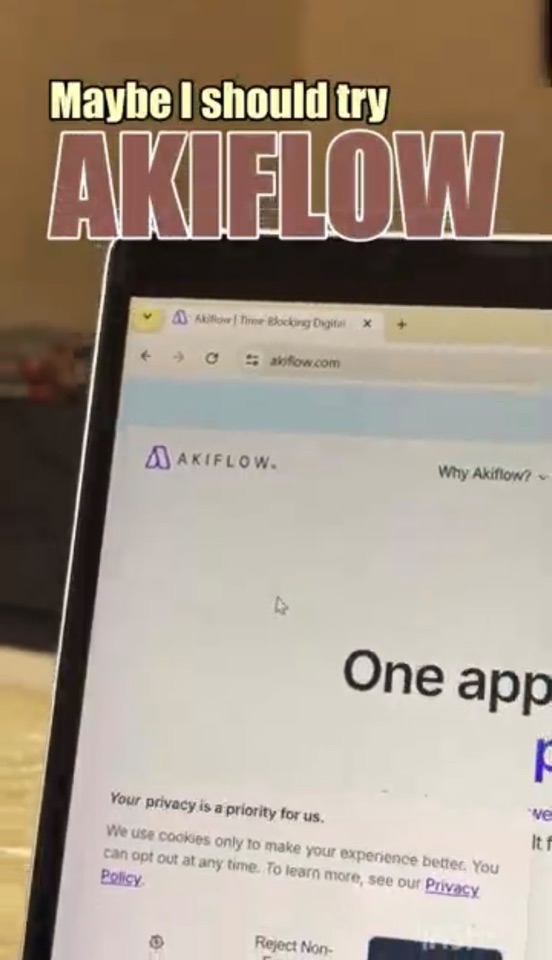 Maybe I should try
AKIFLOW
Akiflow | Time Blocking Digital
akiflow.com
AKIFLOW.
Why Akiflow?
One app
p
we
It f
Your privacy is a priority for us.
We use cookies only to make your experience better. You
can opt out at any time. To learn more, see our Privacy
Policy.
Reject Non-